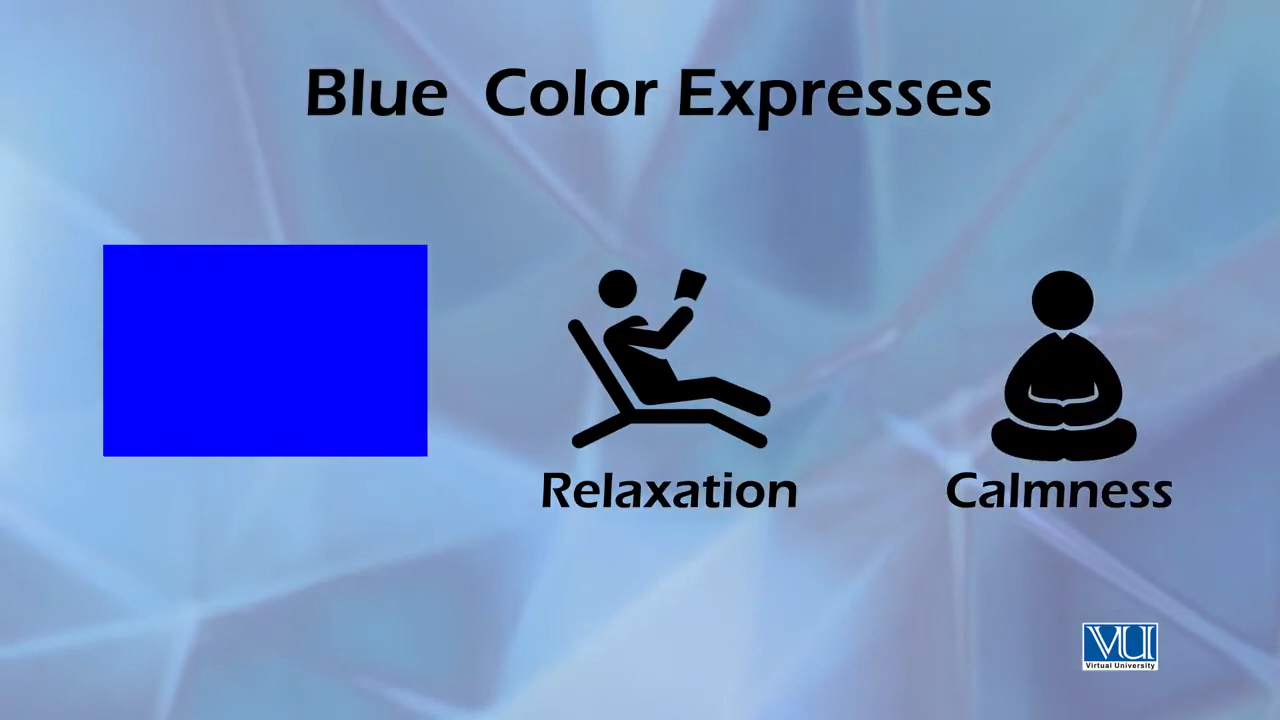 Blue Color Expresses
Relaxation
Calmness
VU
Virtual University